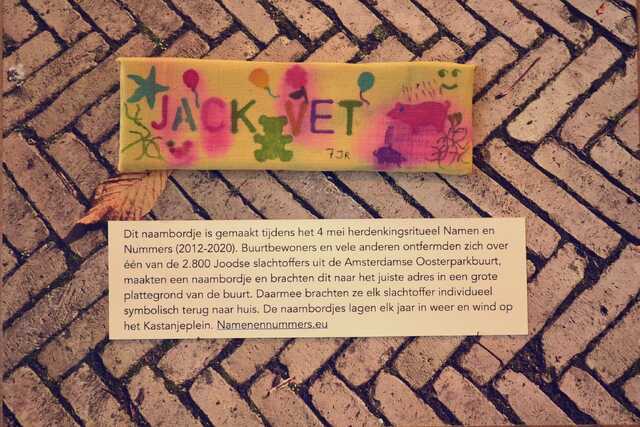 JACK VET
7 JR
Dit naambordje is gemaakt tijdens het 4 mei herdenkingsritueel Namen en
Nummers (2012-2020). Buurtbewoners en vele anderen ontfermden zich over
één van de 2.800 Joodse slachtoffers uit de Amsterdamse Oosterparkbuurt,
maakten een naambordje en brachten dit naar het juiste adres in een grote
plattegrond van de buurt. Daarmee brachten ze elk slachtoffer individueel
symbolisch terug naar huis. De naambordjes lagen elk jaar in weer en wind op
het Kastanjeplein. Namenennummers.eu